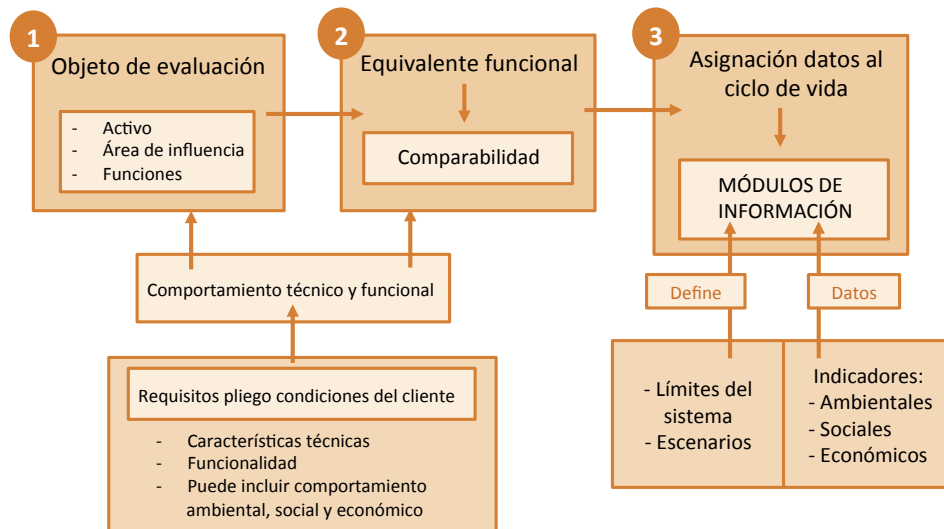 1
Objeto de evaluación
- Activo
- Área de influencia
- Funciones
2
Equivalente funcional
Comparabilidad
3
Asignación datos al
ciclo de vida
MÓDULOS DE
INFORMACIÓN
Comportamiento técnico y funcional
Requisitos pliego condiciones del cliente
- Características técnicas
- Funcionalidad
- Puede incluir comportamiento
ambiental, social y económico
Define
Datos
- Límites del
sistema
- Escenarios
Indicadores:
- Ambientales
- Sociales
- Económicos